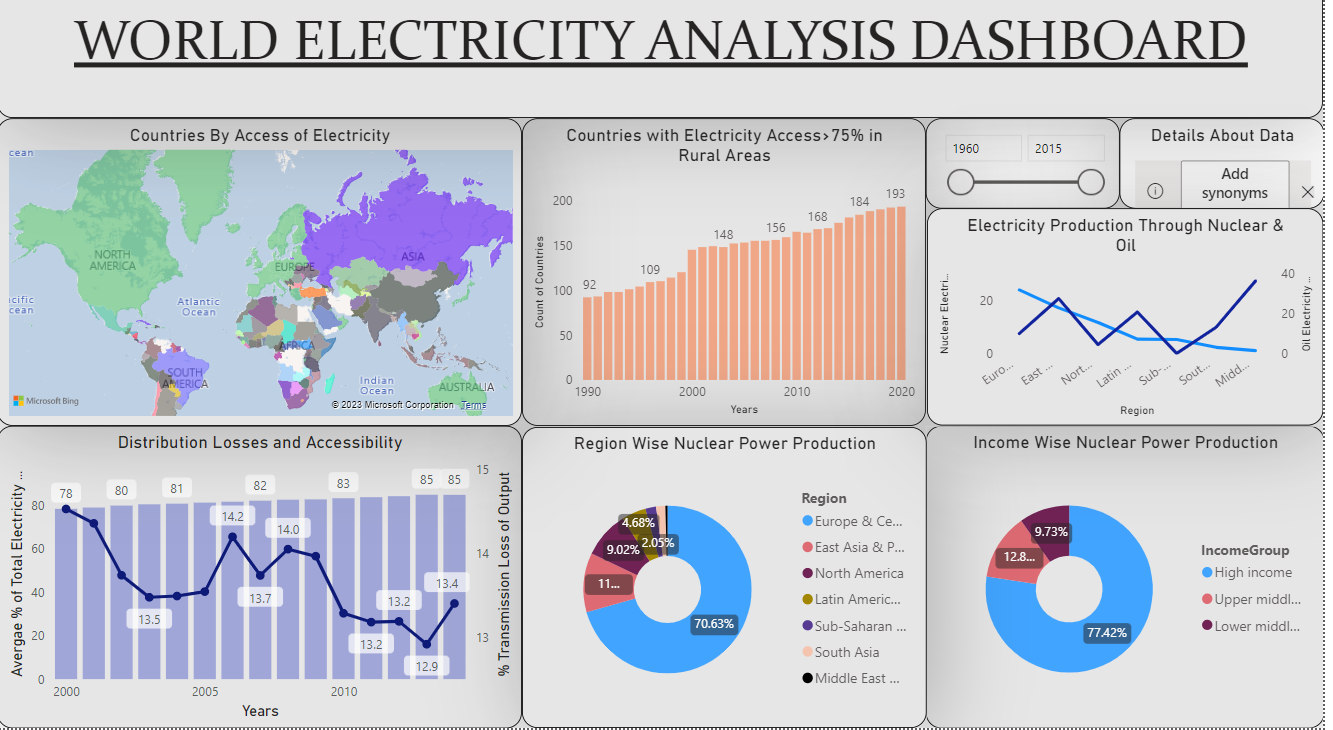 WORLD ELECTRICITY ANALYSIS DASHBOARD
Countries By Access of Electricity
cean
NORTH
AMERICA
EUROPE
ASIA
cific
cean
Atlantic
Ocean
AFRICA
SOUTH
AMERICA
Indian
Ocean
AUSTRALIA
Microsoft Bing
© 2023 Microsoft Corporation Terms
Countries with Electricity Access>75% in
Rural Areas
Count of Countries
200
150
100
50
0
92
109
148
156
168
184
193
1990
2000
2010
2020
Years
1960
2015
Details About Data
Add
synonyms
Electricity Production Through Nuclear &
Oil
Nuclear Electri...
20
0
40
20
0
Oil Electricity ...
Euro...
East ...
Nort...
Latin ...
Sub-...
Sout...
Midd...
Region
Distribution Losses and Accessibility
Avergae % of Total Electricity ...
80
60
40
20
0
78
80
81
82
83
85
85
14.2
14.0
13.5
13.7
13.2
13.2
12.9
13.4
15
14
13
% Transmission Loss of Output
2000
2005
2010
Years
Region Wise Nuclear Power Production
4.68%
2.05%
9.02%
11...
70.63%
Region
Europe & Ce...
East Asia & P...
North America
Latin Americ...
Sub-Saharan ...
South Asia
Middle East ...
Income Wise Nuclear Power Production
9.73%
12.8...
77.42%
IncomeGroup
High income
Upper middl...
Lower middl...